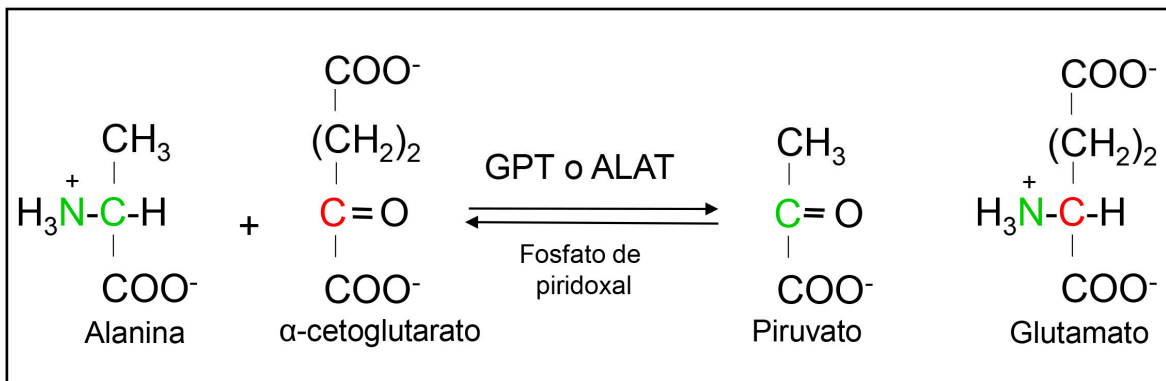 CH₃
H₃N⁺-C-H
COO⁻
Alanina
+
COO⁻
(CH₂)₂
C=O
COO⁻
α-cetoglutarato
GPT o ALAT
Fosfato de
piridoxal
CH₃
C=O
COO⁻
Piruvato
COO⁻
(CH₂)₂
H₃N⁺-C-H
COO⁻
Glutamato